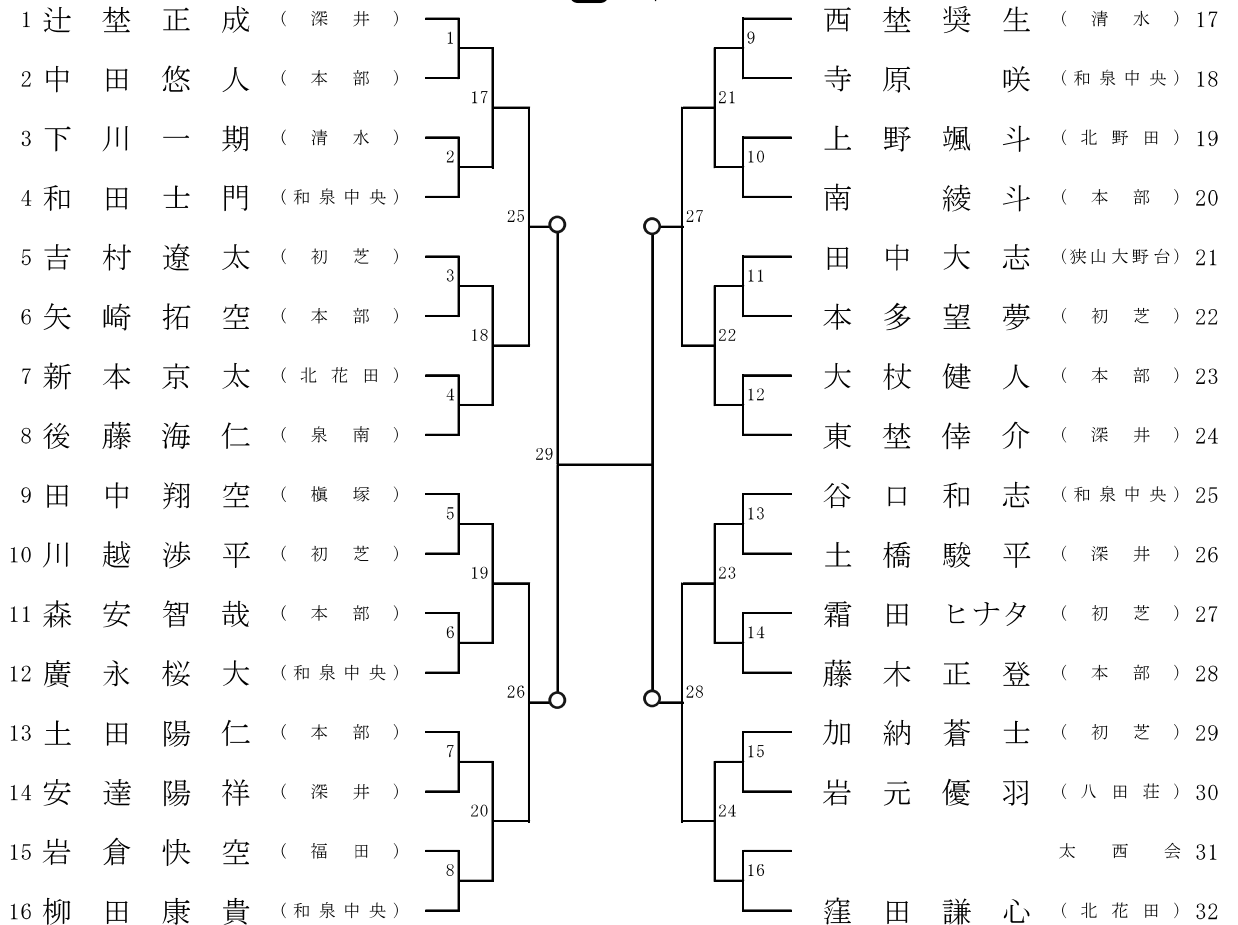 1 辻埜正成 （深井）
2 中田悠人 （本部）
3 下川一期 （清水）
4 和田士門 （和泉中央）
5 吉村遼太 （初芝）
6 矢崎拓空 （本部）
7 新本京太 （北花田）
8 後藤海仁 （泉南）
9 田中翔空 （槇塚）
10 川越渉平 （初芝）
11 森安智哉 （本部）
12 廣永桜大 （和泉中央）
13 土田陽仁 （本部）
14 安達陽祥 （深井）
15 岩倉快空 （福田）
16 柳田康貴 （和泉中央）
1
2
3
4
5
6
7
8
17
18
19
20
25
26
29
27
28
21
22
23
24
9
10
11
12
13
14
15
16
西埜奨生 （清水） 17
寺原咲 （和泉中央） 18
上野颯斗 （北野田） 19
南綾斗 （本部） 20
田中大志 （狭山大野台） 21
本多望夢 （初芝） 22
大杖健人 （本部） 23
東埜倖介 （深井） 24
谷口和志 （和泉中央） 25
土橋駿平 （深井） 26
霜田ヒナタ （初芝） 27
藤木正登 （本部） 28
加納蒼士 （初芝） 29
岩元優羽 （八田荘） 30
太西会 31
窪田謙心 （北花田） 32